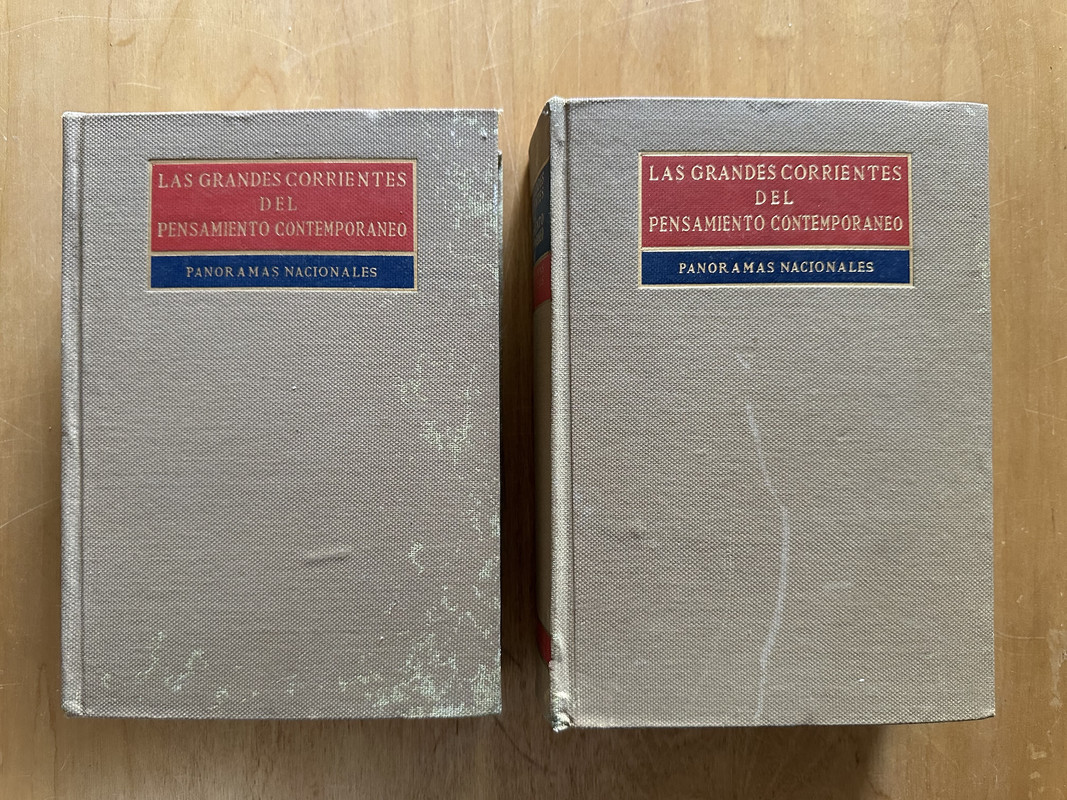 LAS GRANDES CORRIENTES
DEL
PENSAMIENTO CONTEMPORANEO
PANORAMAS NACIONALES
LAS GRANDES CORRIENTES
DEL
PENSAMIENTO CONTEMPORANEO
PANORAMAS NACIONALES